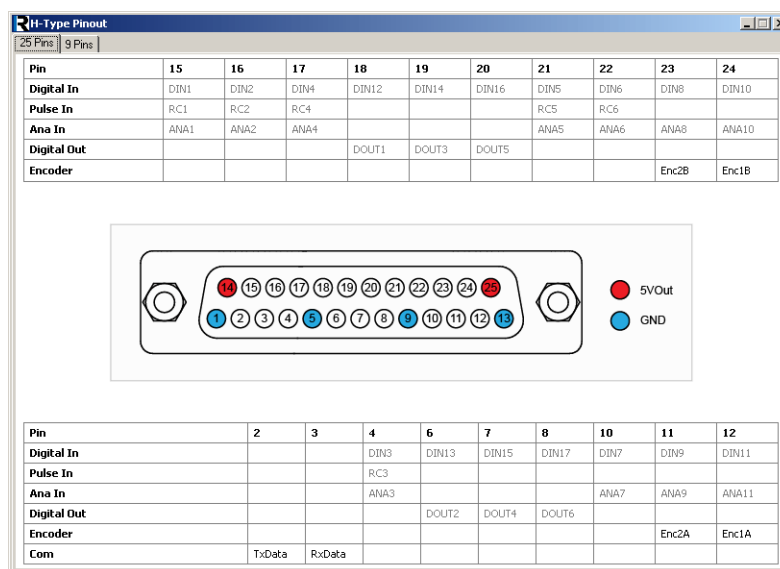 H-Type Pinout
25 Pins 9 Pins
Pin 15 16 17 18 19 20 21 22 23 24
Digital In DIN1 DIN2 DIN4 DIN12 DIN14 DIN16 DIN5 DIN6 DIN8 DIN10
Pulse In RC1 RC2 RC4 RC5 RC6
Ana In ANA1 ANA2 ANA4 ANA5 ANA6 ANA8 ANA10
Digital Out DOUT1 DOUT3 DOUT5
Encoder Enc2B Enc1B
14 15 16 17 18 19 20 21 22 23 24 25 5VOut
1 2 3 4 5 6 7 8 9 10 11 12 13 GND
Pin 2 3 4 6 7 8 10 11 12
Digital In DIN3 DIN13 DIN15 DIN17 DIN7 DIN9 DIN11
Pulse In RC3
Ana In ANA3 ANA7 ANA9 ANA11
Digital Out DOUT2 DOUT4 DOUT6
Encoder Enc2A Enc1A
Com TxData RxData